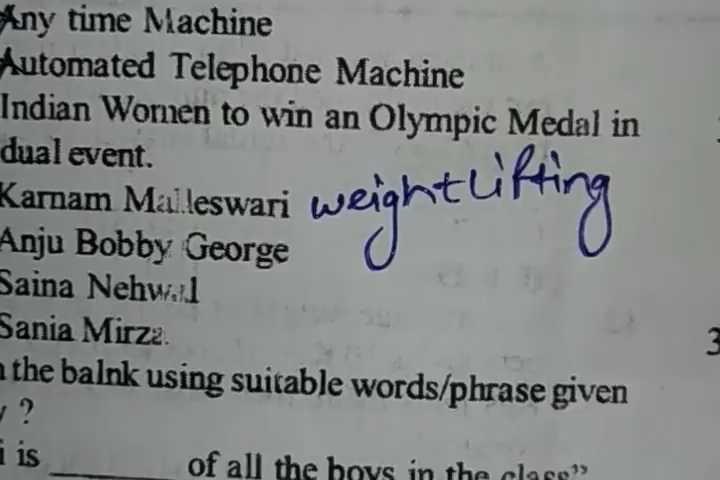 Any time Machine
Automated Telephone Machine
Indian Women to win an Olympic Medal in
dual event.
Karnam Malleswari weightlifting
Anju Bobby George
Saina Nehwal
Sania Mirza.
the balnk using suitable words/phrase given
?
i is ______ of all the boys in the class”
3